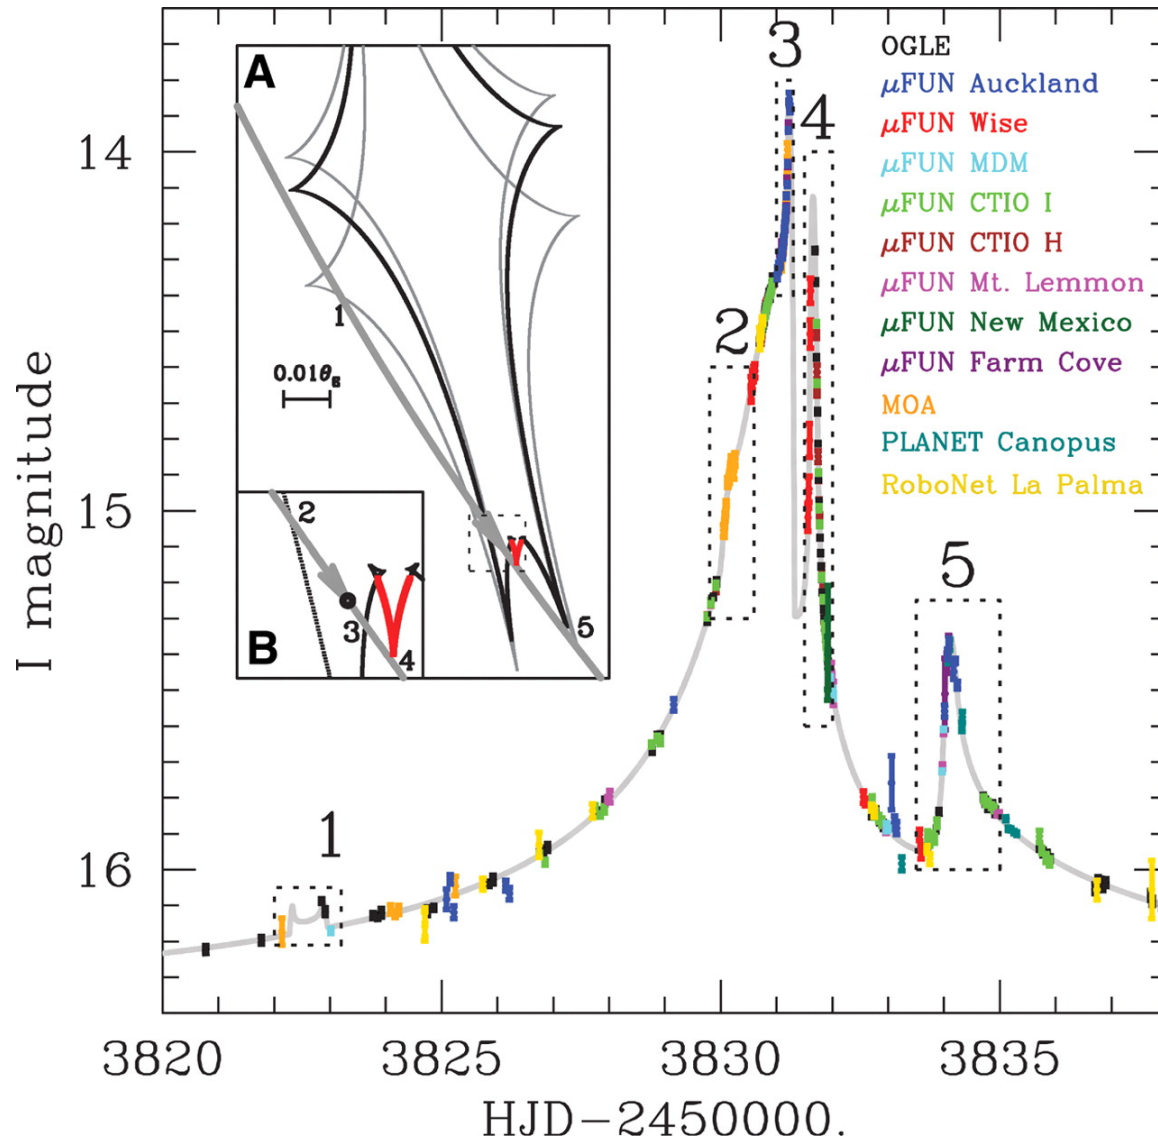 3
4
2
1
5
OGLE
μFUN Auckland
μFUN Wise
μFUN MDM
μFUN CTIO I
μFUN CTIO H
μFUN Mt. Lemmon
μFUN New Mexico
μFUN Farm Cove
MOA
PLANET Canopus
RoboNet La Palma
A
1
0.01θE
5
B
2
3
4
14
15
16
I magnitude
3820
3825
3830
3835
HJD−2450000.